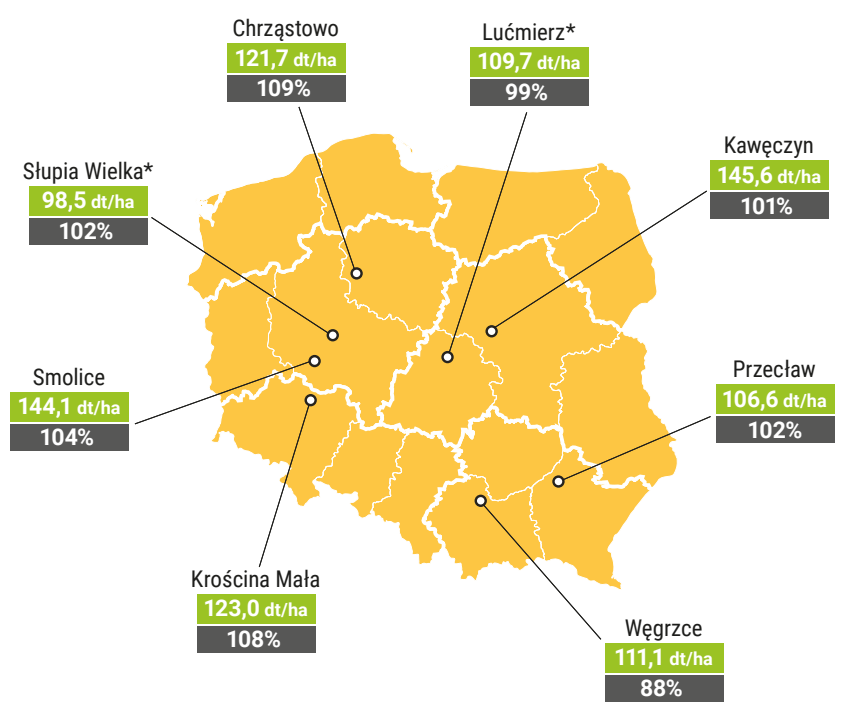 Chrząstowo
121,7 dt/ha
109%
Lućmierz*
109,7 dt/ha
99%
Kawęczyn
145,6 dt/ha
101%
Słupia Wielka*
98,5 dt/ha
102%
Smolice
144,1 dt/ha
104%
Przecław
106,6 dt/ha
102%
Krościna Mała
123,0 dt/ha
108%
Węgrzce
111,1 dt/ha
88%